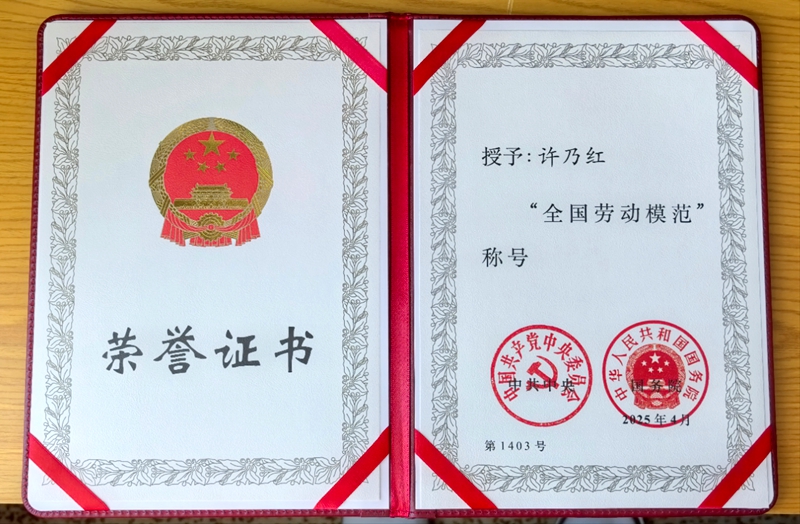 荣誉证书
授予：许乃红
“全国劳动模范”
称号
中国共产党中央委员会
中共中央
中华人民共和国国务院
国务院
2025年4月
第1403号